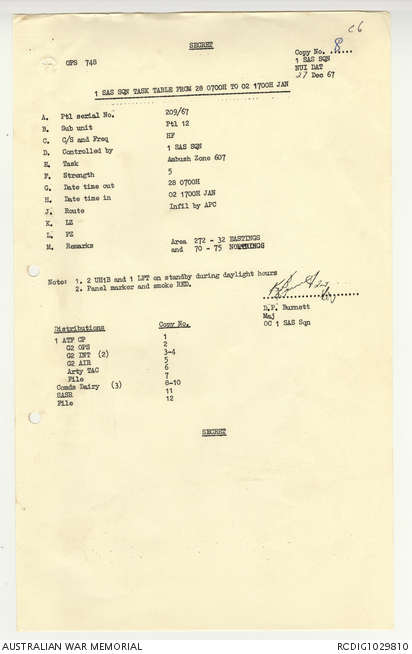 C6
SECRET
OPS 748
Copy No. ...8...
1 SAS SQN
NUI DAT
27 Dec 67
1 SAS SQN TASK TABLE FROM 28 0700H TO 02 1700H JAN
A. Ptl serial No. 209/67
B. Sub unit Ptl 12
C. C/S and Freq HF
D. Controlled by 1 SAS SQN
E. Task Ambush Zone 607
F. Strength 5
G. Date time out 28 0700H
H. Date time in 02 1700H JAN
J. Route Infil by APC
K. LZ
L. PZ
M. Remarks Area 272 - 32 EASTINGS
and 70 - 75 NORTHINGS
Note: 1. 2 UH1B and 1 LFT on standby during daylight hours
2. Panel marker and smoke RED.
D.P. Burnett
Maj
OC 1 SAS Sqn
Distributions Copy No.
1 ATF CP 1
G2 OPS 2
G2 INT (2) 3-4
G2 AIR 5
Arty TAC 6
File 7
Comds Dairy (3) 8-10
SASR 11
File 12
SECRET
AUSTRALIAN WAR MEMORIAL
RCDIG1029810